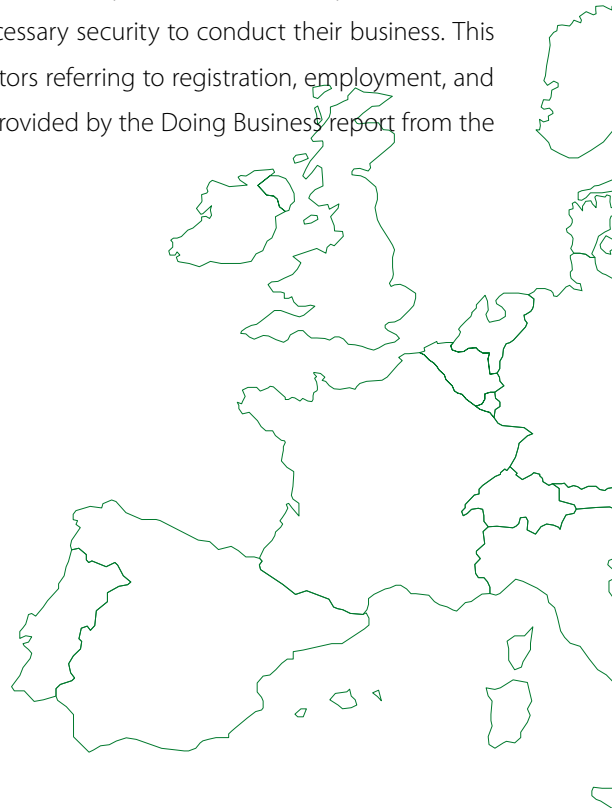 cessary security to conduct their business. This
tors referring to registration, employment, and
rovided by the Doing Business report from the